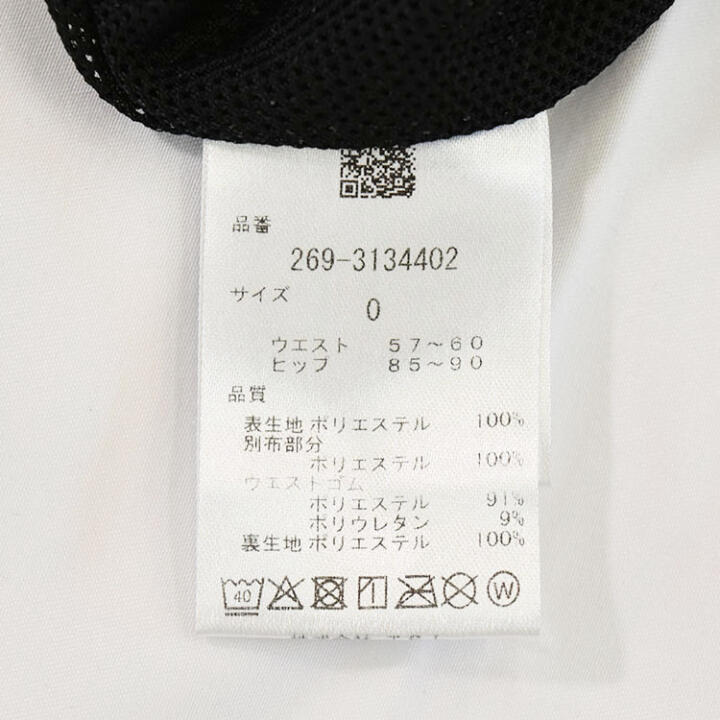 品番
269-3134402
サイズ
0
ウエスト 57～60
ヒップ 85～90
品質
表生地 ポリエステル 100%
別布部分
ポリエステル 100%
ウエストゴム
ポリエステル 91%
ポリウレタン 9%
裏生地 ポリエステル 100%
40
W